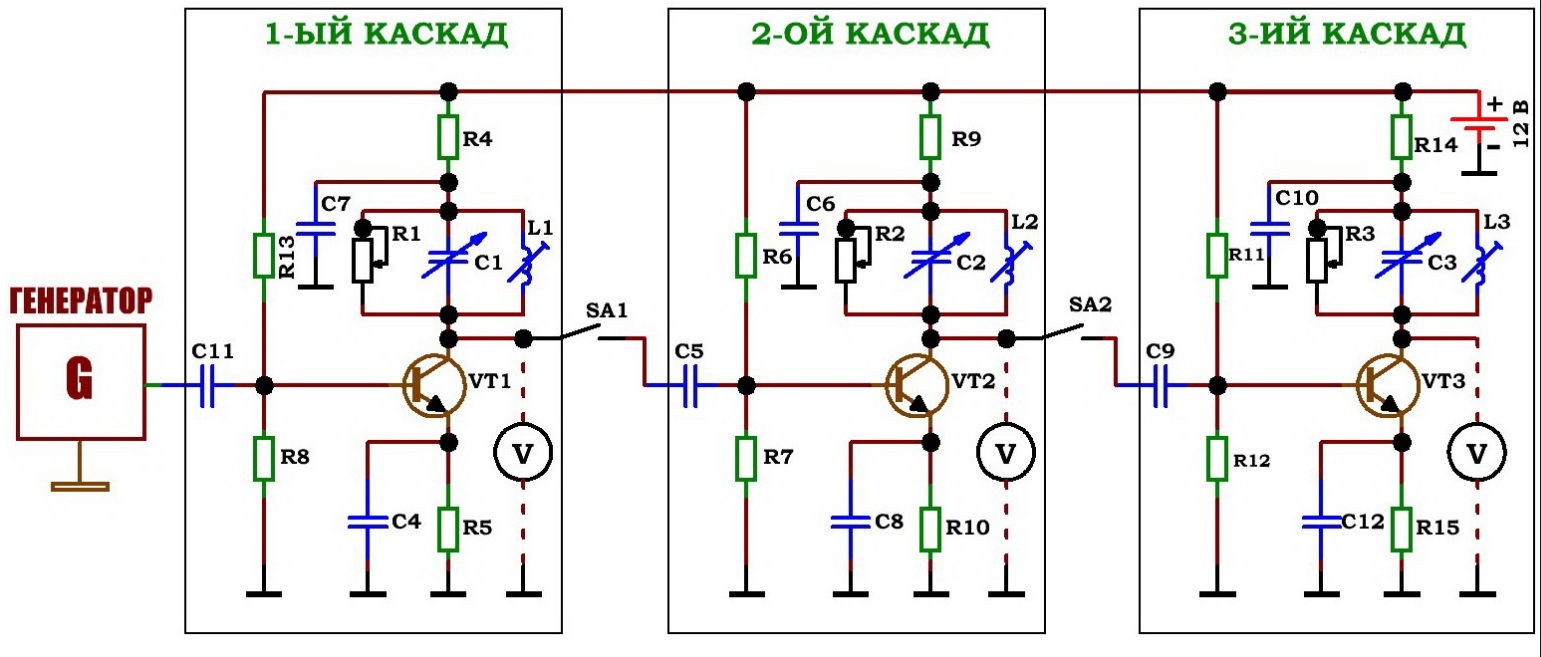 1-ЫЙ КАСКАД
2-ОЙ КАСКАД
3-ИЙ КАСКАД
+
12 В
-
R4
R9
R14
C7
R1
L1
C1
R13
C6
R2
L2
C2
R6
C10
R3
L3
C3
R11
ГЕНЕРАТОР
G
C11
SA1
VT1
C5
SA2
VT2
C9
VT3
R8
V
R7
V
R12
V
C4
R5
C8
R10
C12
R15